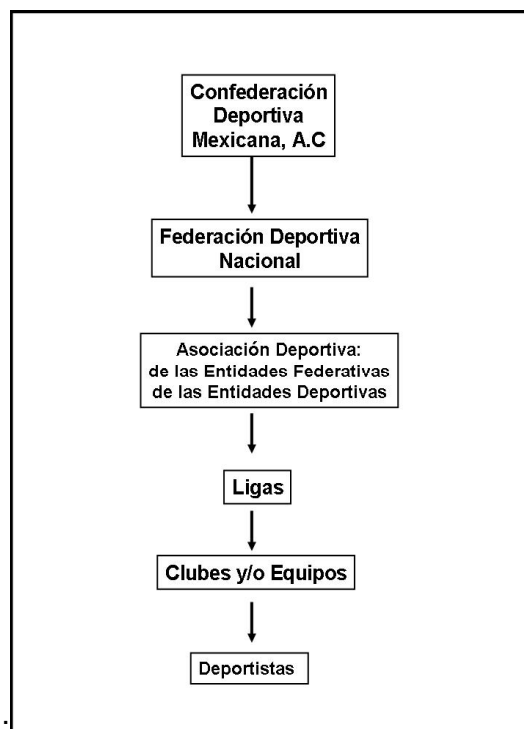 Confederación
Deportiva
Mexicana, A.C
Federación Deportiva
Nacional
Asociación Deportiva:
de las Entidades Federativas
de las Entidades Deportivas
Ligas
Clubes y/o Equipos
Deportistas
.